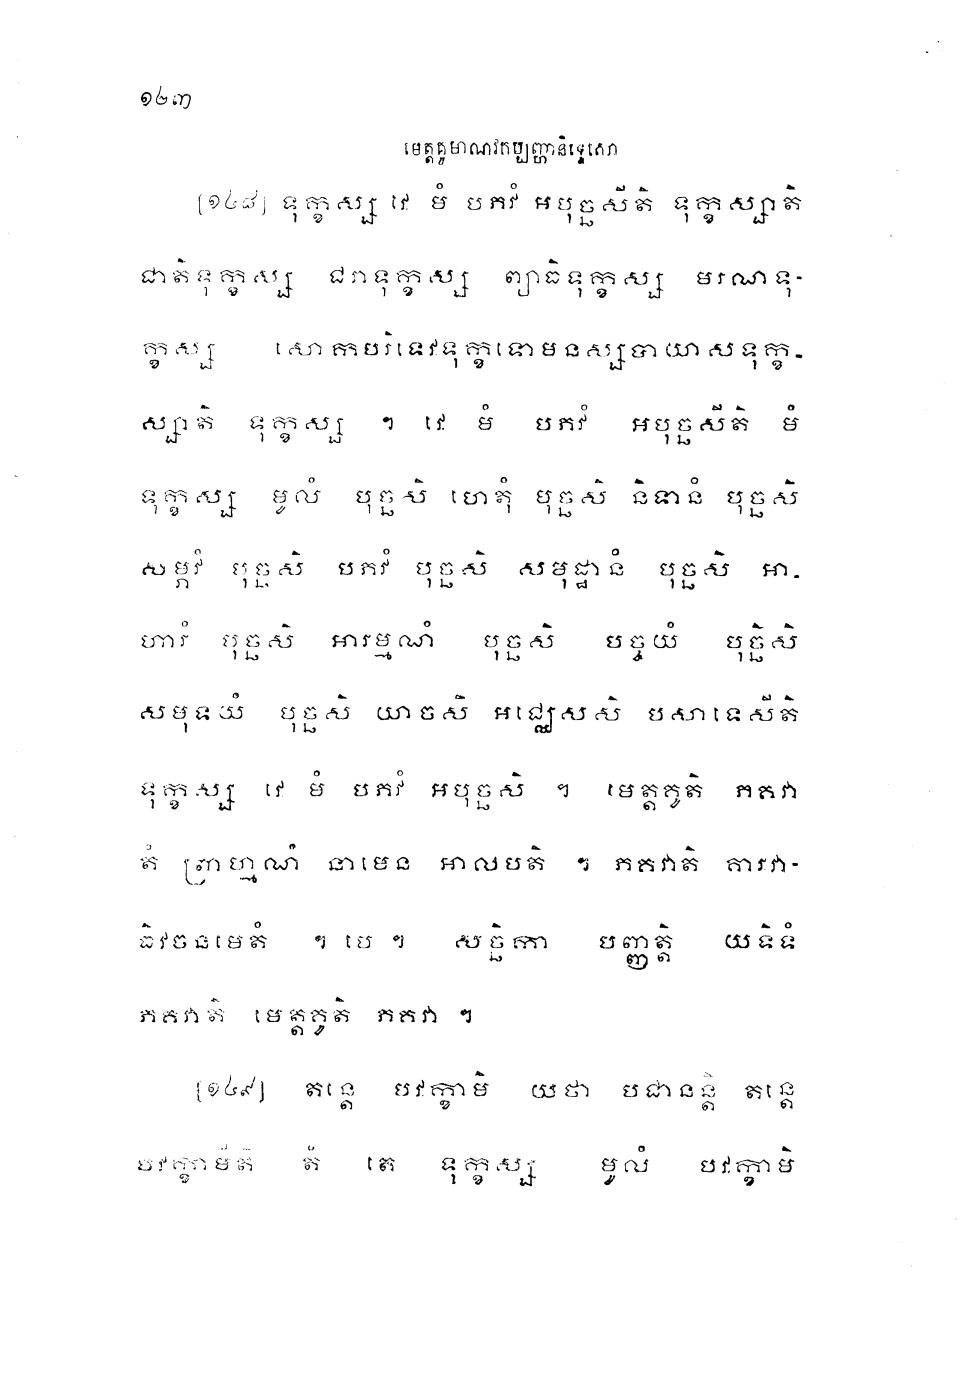 ១២៣
មេត្តគូមាណវកប្បញ្ហានិទ្ទេសោ
[១៤៨] ទុក្ខស្ស វេ មំ បភវំ អបុច្ឆសីតិ ទុក្ខស្សាតិ
ជាតិទុក្ខស្ស ជរាទុក្ខស្ស ព្យាធិទុក្ខស្ស មរណទុ-
ក្ខស្ស សោកបរិទេវទុក្ខទោមនស្សុបាយាសទុក្ខ-
ស្សាតិ ទុក្ខស្ស ។ វេ មំ បភវំ អបុច្ឆសីតិ មំ
ទុក្ខស្ស មូលំ បុច្ឆសិ ហេតុំ បុច្ឆសិ និទានំ បុច្ឆសិ
សម្ភវំ បុច្ឆសិ បភវំ បុច្ឆសិ សមុដ្ឋានំ បុច្ឆសិ អា-
ហារំ បុច្ឆសិ អារម្មណំ បុច្ឆសិ បច្ចយំ បុច្ឆិសិ
សមុទយំ បុច្ឆសិ យាចសិ អជ្ឈេសសិ បសាទេសីតិ
ទុក្ខស្ស វេ មំ បភវំ អបុច្ឆសិ ។ មេត្តគូតិ ភគវា
តំ ព្រាហ្មណំ នាមេន អាលបតិ ។ ភគវាតិ គារវា-
ធិវចនមេតំ ។ បេ ។ សច្ឆិកា បញ្ញត្តិ យទិទំ
ភគវាតិ មេត្តគូតិ ភគវា ។
[១៤៩] តន្តេ បវក្ខាមិ យថា បជានន្តិ តន្តេ
បវក្ខាមីតិ តំ តេ ទុក្ខស្ស មូលំ បវក្ខាមិ